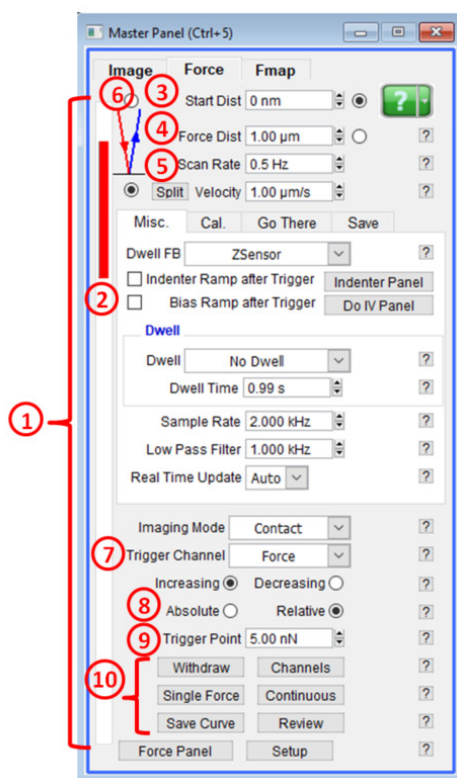 Master Panel (Ctrl+5)
Image Force Fmap
6 3 Start Dist 0 nm ?
4 Force Dist 1.00 µm ?
5 Scan Rate 0.5 Hz ?
Split Velocity 1.00 µm/s ?
Misc. Cal. Go There Save
Dwell FB ZSensor ?
Indenter Ramp after Trigger Indenter Panel
2 Bias Ramp after Trigger Do IV Panel
Dwell
Dwell No Dwell ?
Dwell Time 0.99 s ?
1 Sample Rate 2.000 kHz ?
Low Pass Filter 1.000 kHz ?
Real Time Update Auto ?
Imaging Mode Contact ?
7 Trigger Channel Force ?
Increasing Decreasing ?
8 Absolute Relative ?
9 Trigger Point 5.00 nN ?
10 Withdraw Channels ?
Single Force Continuous ?
Save Curve Review ?
Force Panel Setup ?